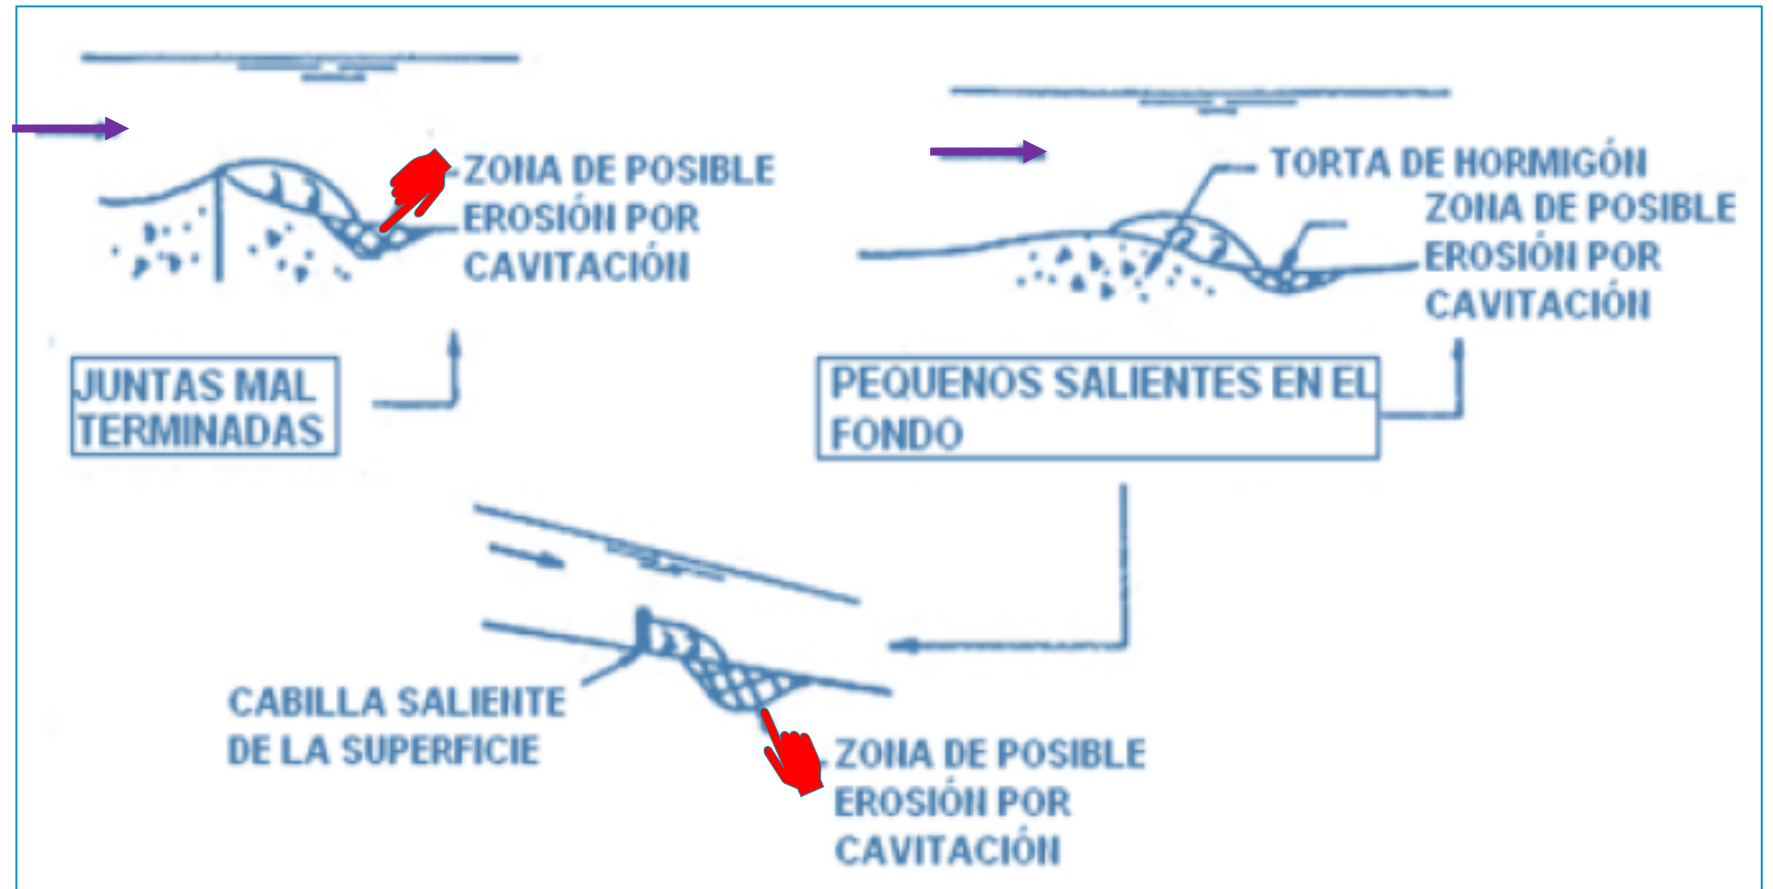 ZONA DE POSIBLE
EROSIÓN POR
CAVITACIÓN
JUNTAS MAL
TERMINADAS
TORTA DE HORMIGÓN
ZONA DE POSIBLE
EROSIÓN POR
CAVITACIÓN
PEQUENOS SALIENTES EN EL
FONDO
CABILLA SALIENTE
DE LA SUPERFICIE
ZONA DE POSIBLE
EROSIÓN POR
CAVITACIÓN